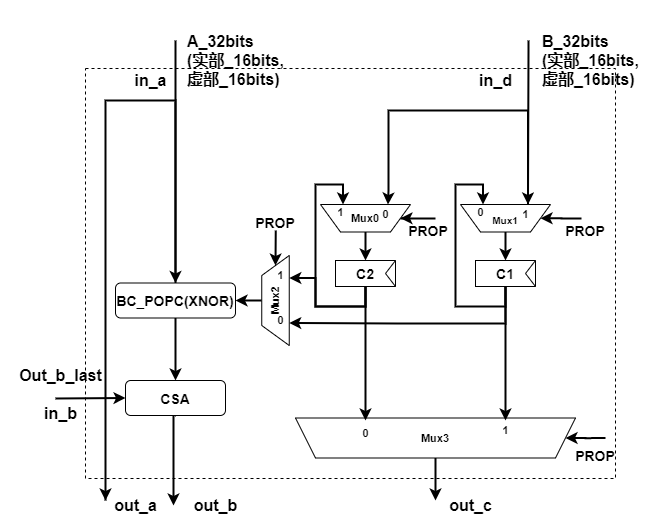 A_32bits
(实部_16bits,
虚部_16bits)
in_a
B_32bits
(实部_16bits,
虚部_16bits)
in_d
1
0
Mux0
PROP
0
1
Mux1
PROP
PROP
C2
C1
1
Mux2
0
BC_POPC(XNOR)
Out_b_last
in_b
CSA
0
1
Mux3
PROP
out_a
out_b
out_c